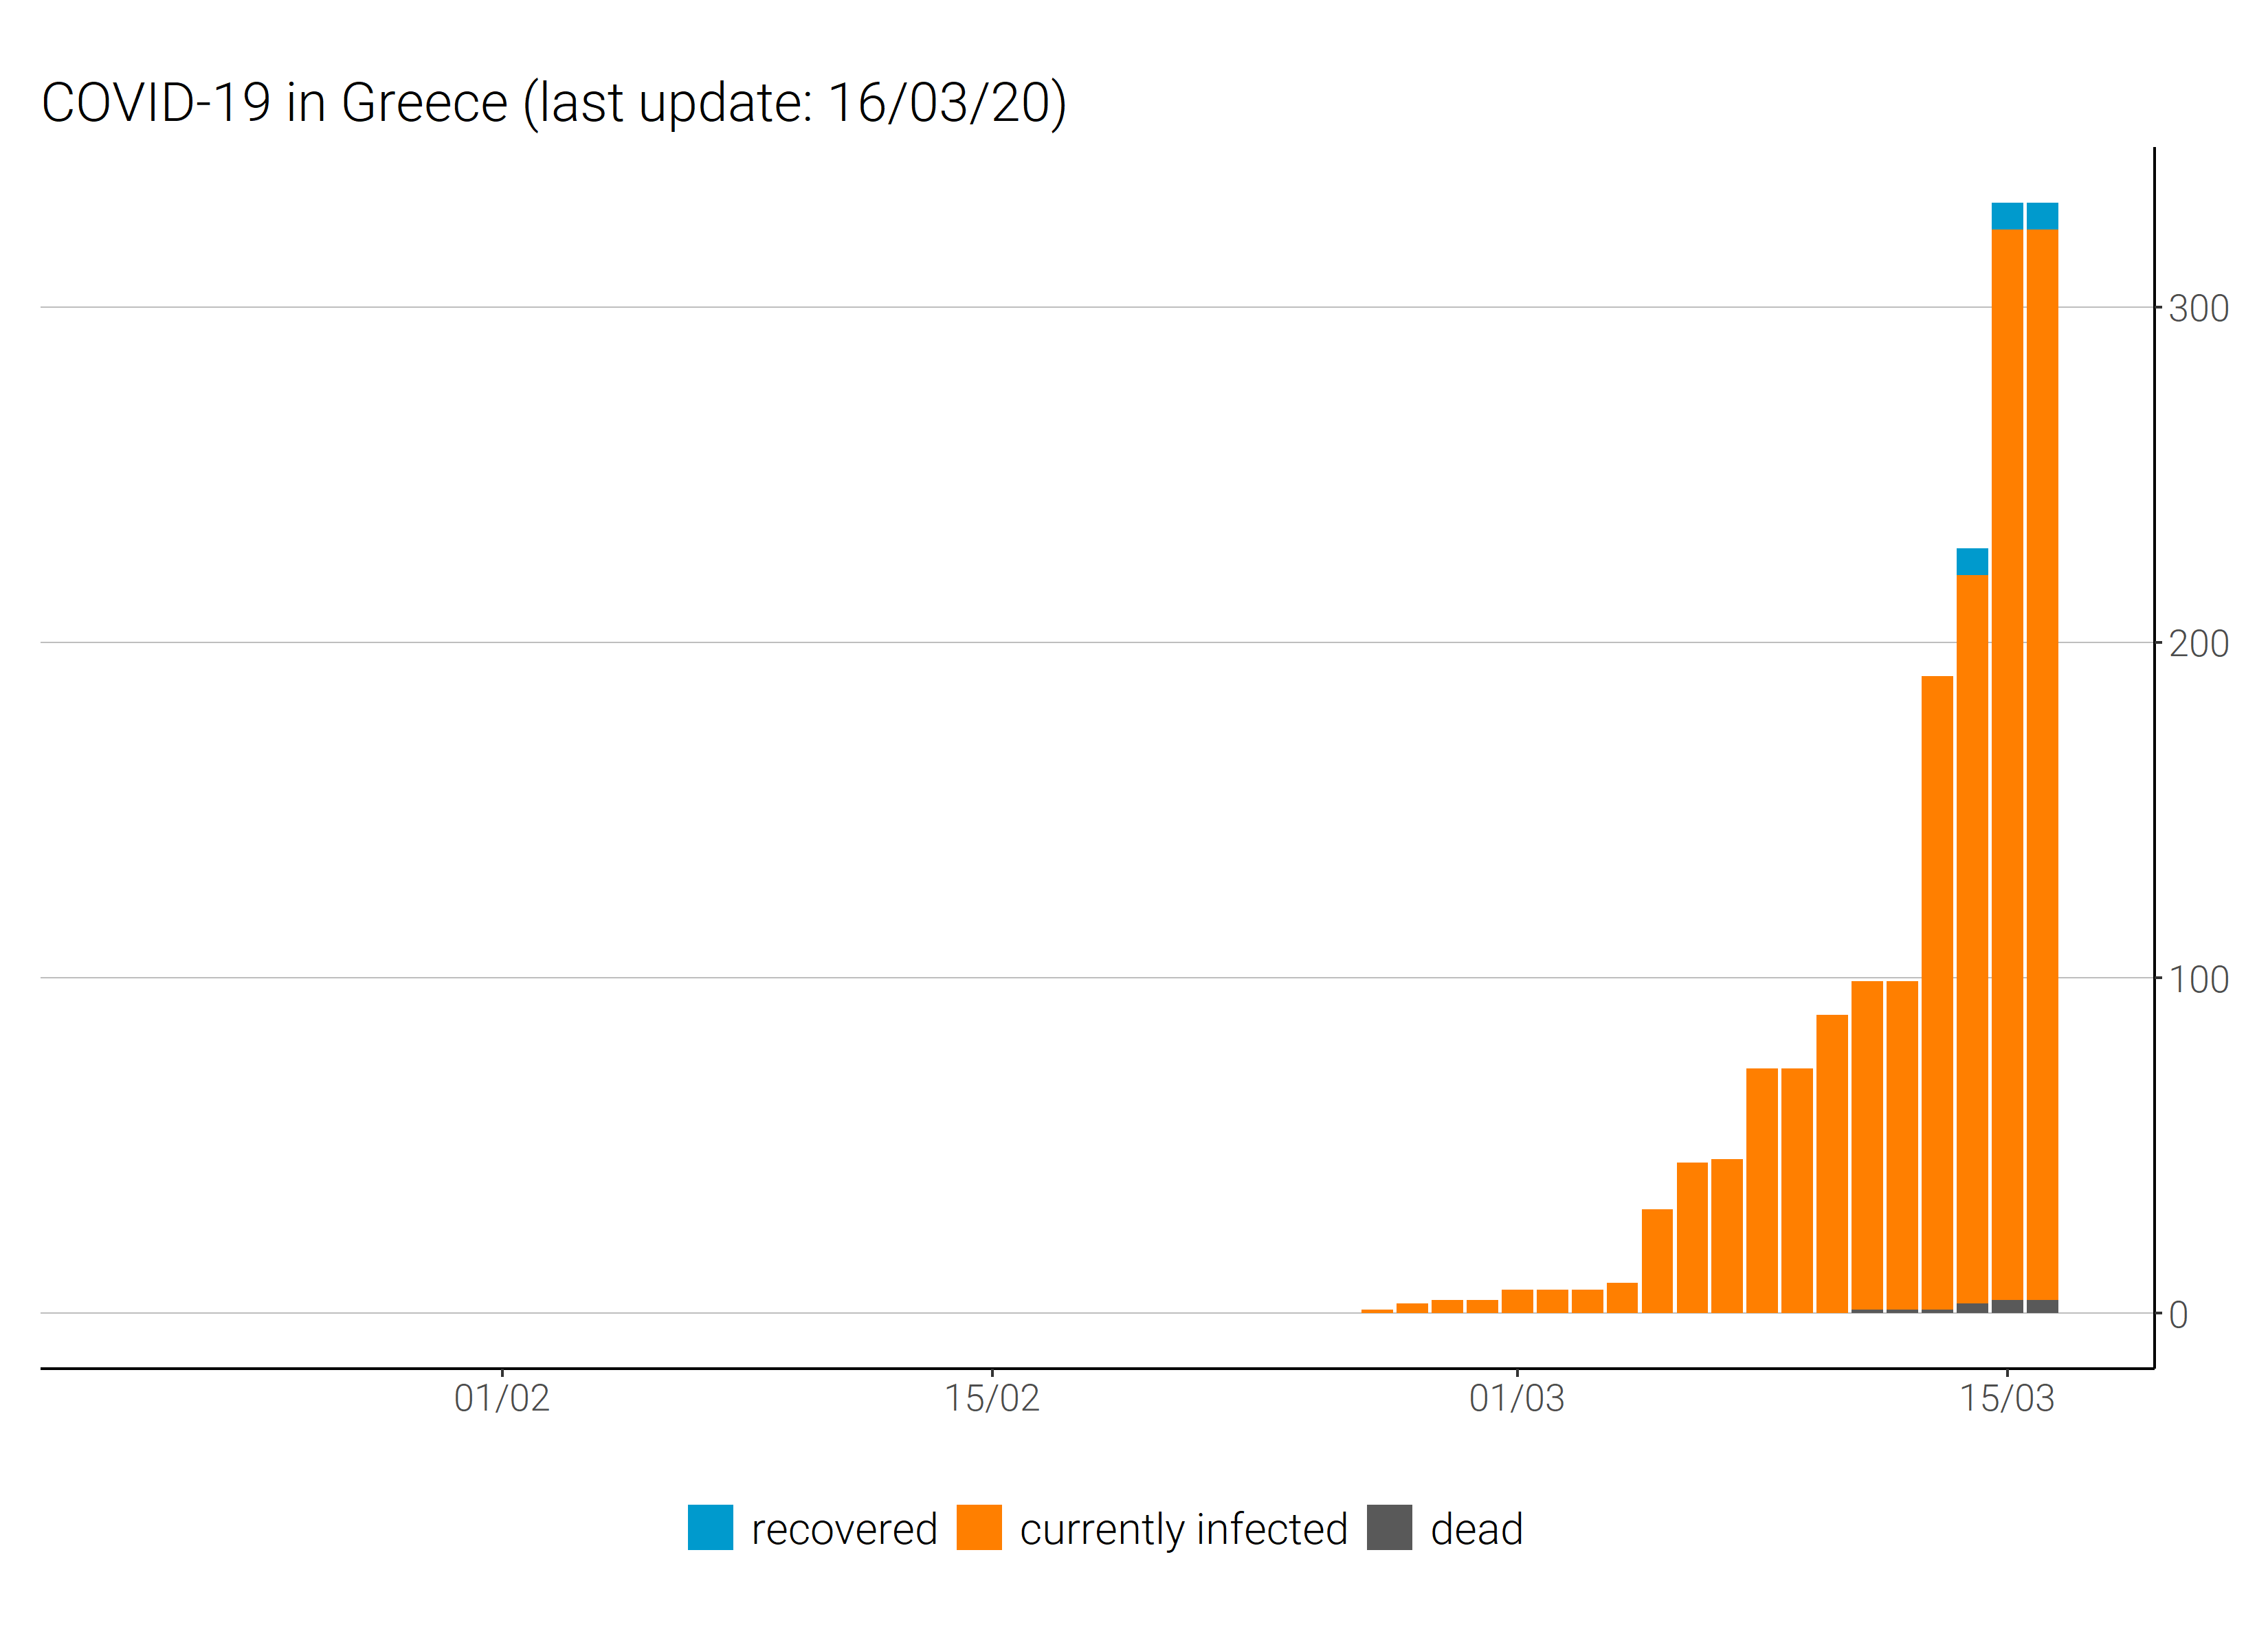 COVID-19 in Greece (last update: 16/03/20)
300
200
100
0
01/02 15/02 01/03 15/03
recovered currently infected dead